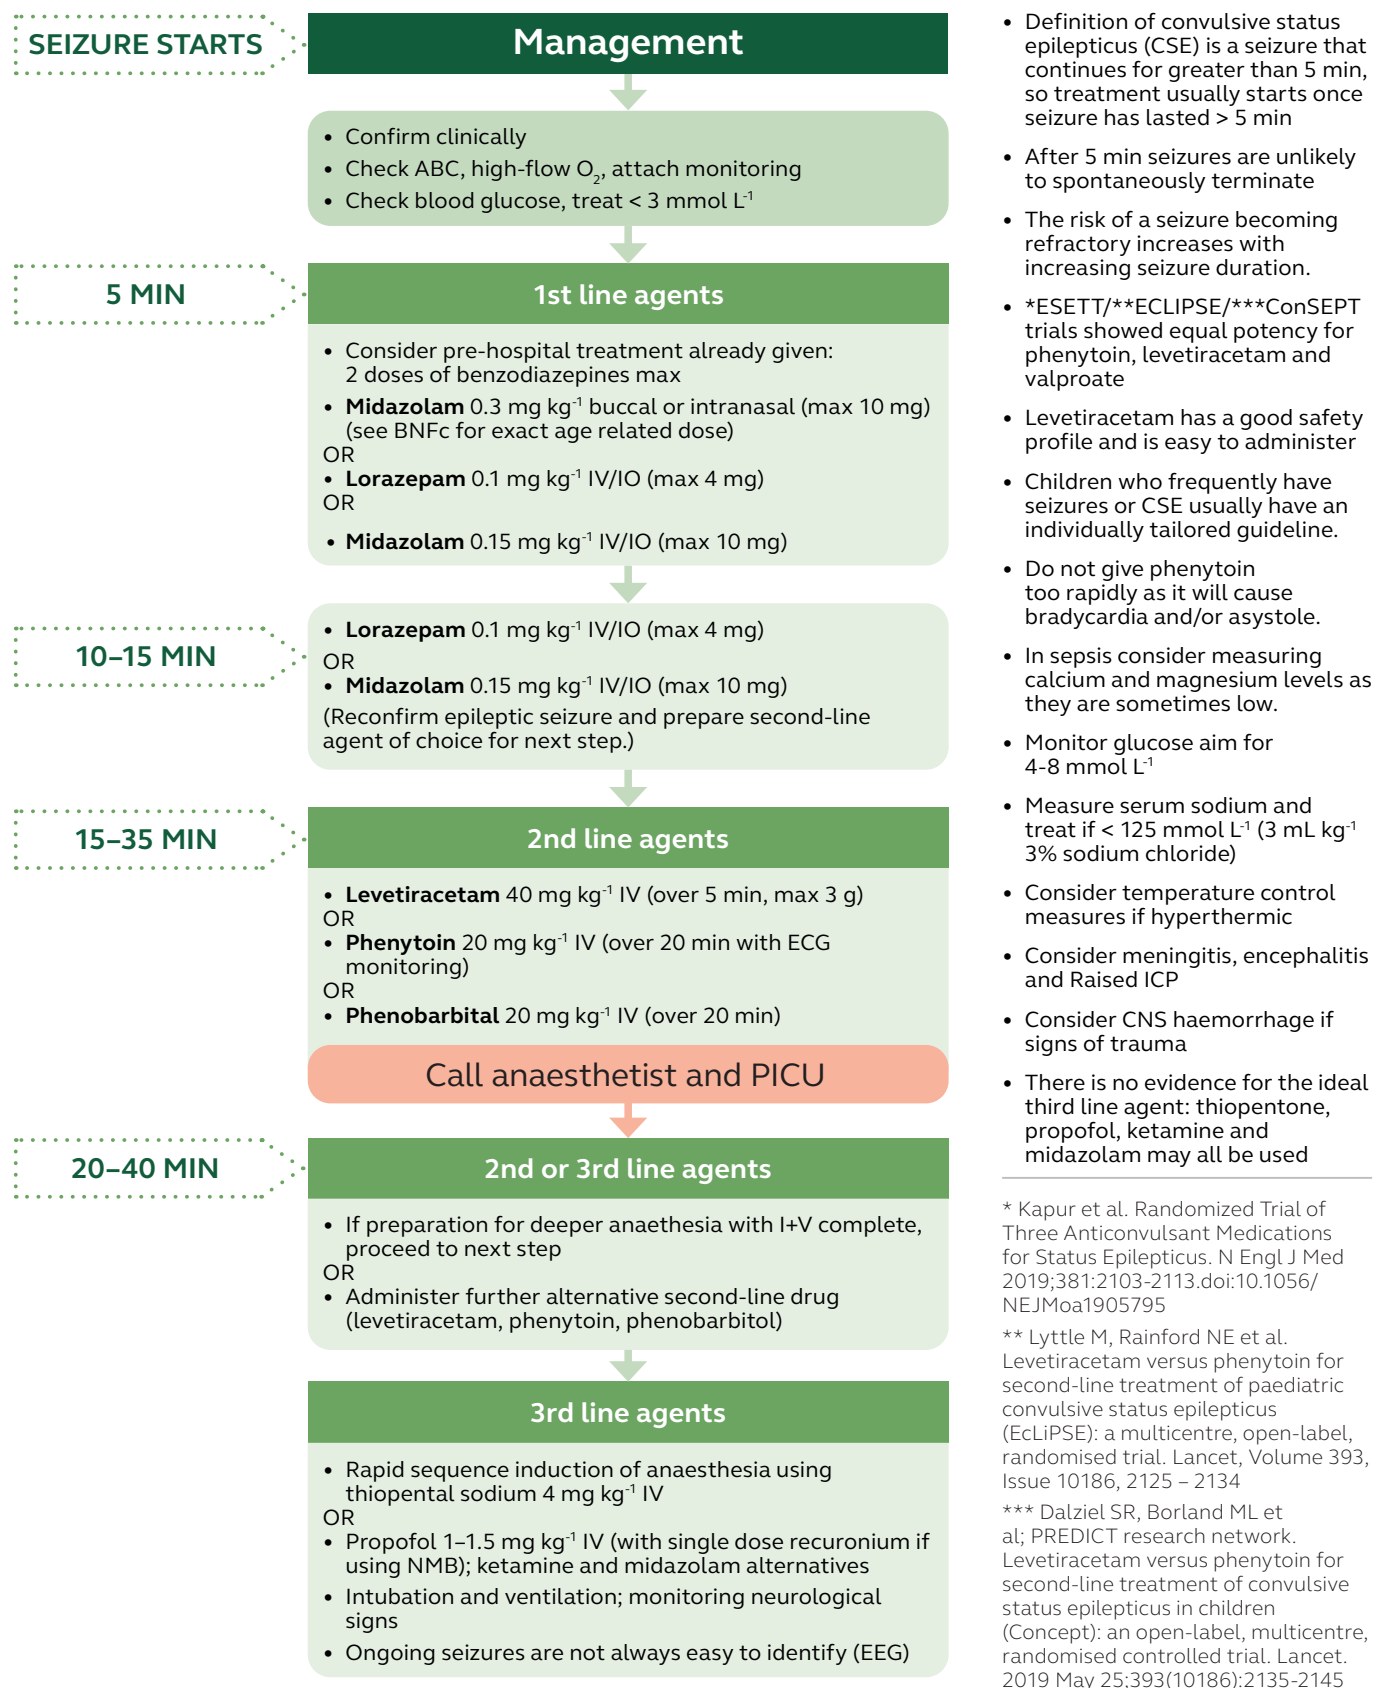 SEIZURE STARTS
Management
• Confirm clinically
• Check ABC, high-flow O₂, attach monitoring
• Check blood glucose, treat < 3 mmol L⁻¹
5 MIN
1st line agents
• Consider pre-hospital treatment already given:
2 doses of benzodiazepines max
• Midazolam 0.3 mg kg⁻¹ buccal or intranasal (max 10 mg)
(see BNFc for exact age related dose)
OR
• Lorazepam 0.1 mg kg⁻¹ IV/IO (max 4 mg)
OR
• Midazolam 0.15 mg kg⁻¹ IV/IO (max 10 mg)
10–15 MIN
• Lorazepam 0.1 mg kg⁻¹ IV/IO (max 4 mg)
OR
• Midazolam 0.15 mg kg⁻¹ IV/IO (max 10 mg)
(Reconfirm epileptic seizure and prepare second-line
agent of choice for next step.)
15–35 MIN
2nd line agents
• Levetiracetam 40 mg kg⁻¹ IV (over 5 min, max 3 g)
OR
• Phenytoin 20 mg kg⁻¹ IV (over 20 min with ECG
monitoring)
OR
• Phenobarbital 20 mg kg⁻¹ IV (over 20 min)
Call anaesthetist and PICU
20–40 MIN
2nd or 3rd line agents
• If preparation for deeper anaethesia with I+V complete,
proceed to next step
OR
• Administer further alternative second-line drug
(levetiracetam, phenytoin, phenobarbitol)
3rd line agents
• Rapid sequence induction of anaesthesia using
thiopental sodium 4 mg kg⁻¹ IV
OR
• Propofol 1–1.5 mg kg⁻¹ IV (with single dose recuronium if
using NMB); ketamine and midazolam alternatives
• Intubation and ventilation; monitoring neurological
signs
• Ongoing seizures are not always easy to identify (EEG)
• Definition of convulsive status
epilepticus (CSE) is a seizure that
continues for greater than 5 min,
so treatment usually starts once
seizure has lasted > 5 min
• After 5 min seizures are unlikely
to spontaneously terminate
• The risk of a seizure becoming
refractory increases with
increasing seizure duration.
• *ESETT/**ECLIPSE/***ConSEPT
trials showed equal potency for
phenytoin, levetiracetam and
valproate
• Levetiracetam has a good safety
profile and is easy to administer
• Children who frequently have
seizures or CSE usually have an
individually tailored guideline.
• Do not give phenytoin
too rapidly as it will cause
bradycardia and/or asystole.
• In sepsis consider measuring
calcium and magnesium levels as
they are sometimes low.
• Monitor glucose aim for
4-8 mmol L⁻¹
• Measure serum sodium and
treat if < 125 mmol L⁻¹ (3 mL kg⁻¹
3% sodium chloride)
• Consider temperature control
measures if hyperthermic
• Consider meningitis, encephalitis
and Raised ICP
• Consider CNS haemorrhage if
signs of trauma
• There is no evidence for the ideal
third line agent: thiopentone,
propofol, ketamine and
midazolam may all be used
* Kapur et al. Randomized Trial of
Three Anticonvulsant Medications
for Status Epilepticus. N Engl J Med
2019;381:2103-2113.doi:10.1056/
NEJMoa1905795
** Lyttle M, Rainford NE et al.
Levetiracetam versus phenytoin for
second-line treatment of paediatric
convulsive status epilepticus
(EcLiPSE): a multicentre, open-label,
randomised trial. Lancet, Volume 393,
Issue 10186, 2125 – 2134
*** Dalziel SR, Borland ML et
al; PREDICT research network.
Levetiracetam versus phenytoin for
second-line treatment of convulsive
status epilepticus in children
(Concept): an open-label, multicentre,
randomised controlled trial. Lancet.
2019 May 25;393(10186):2135-2145